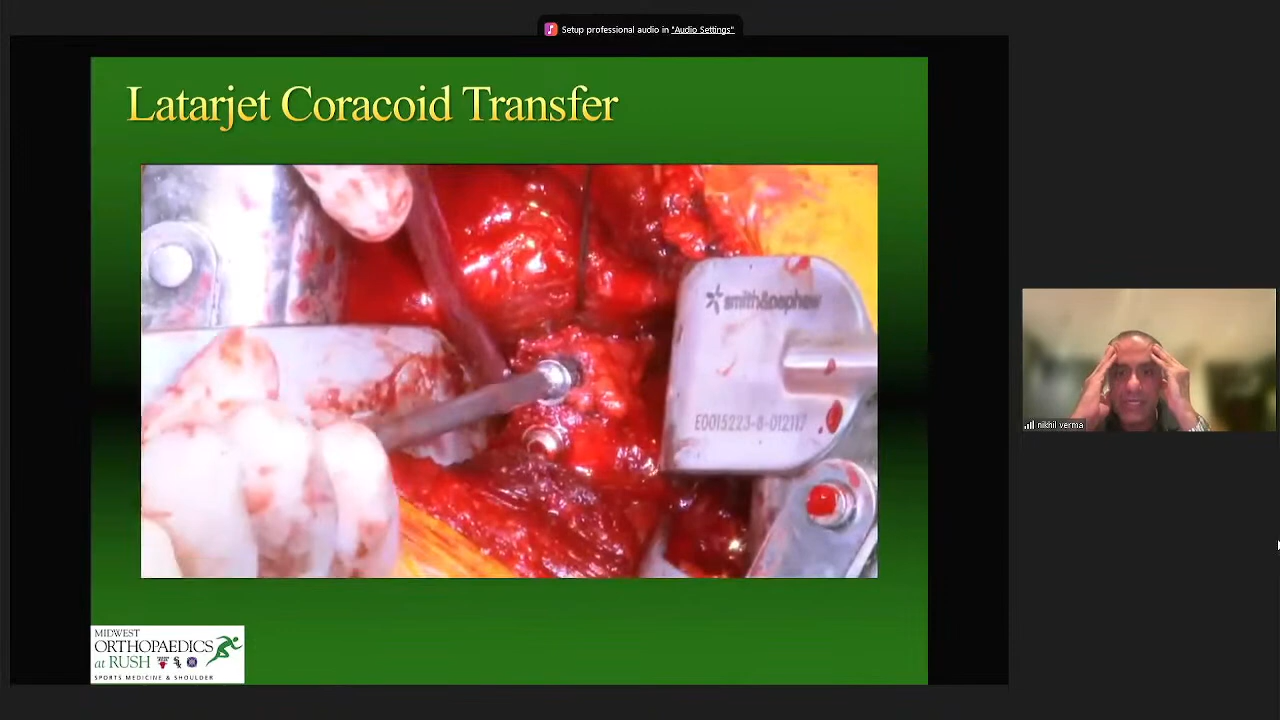 Setup professional audio in "Audio Settings"
Latarjet Coracoid Transfer
smith&nephew
E0015223-8-012117
nikhil verma
MIDWEST
ORTHOPAEDICS
at RUSH
SPORTS MEDICINE & SHOULDER